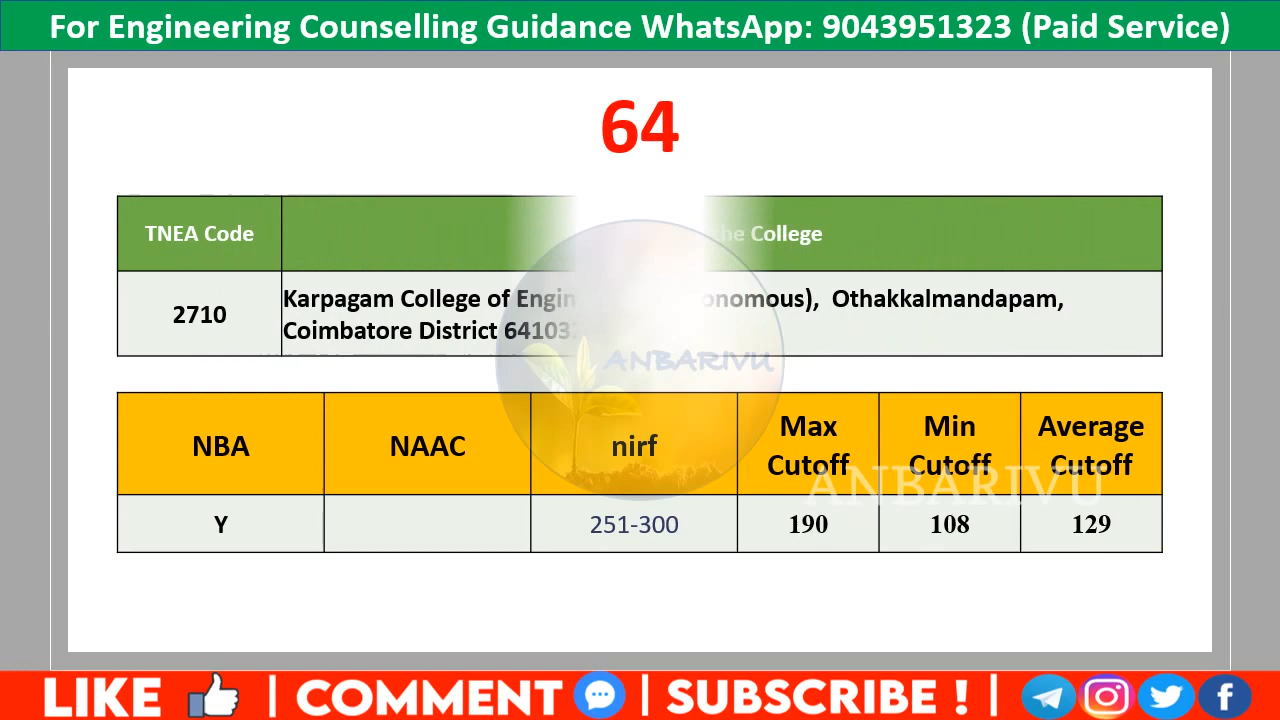 For Engineering Counselling Guidance WhatsApp: 9043951323 (Paid Service)
64
TNEA Code
the College
2710
Karpagam College of Engin onomous), Othakkalmandapam,
Coimbatore District 641032
ANBARIVU
NBA
NAAC
nirf
Max
Cutoff
Min
Cutoff
Average
Cutoff
ANBARIVU
Y
251-300
190
108
129
LIKE | COMMENT | SUBSCRIBE ! |